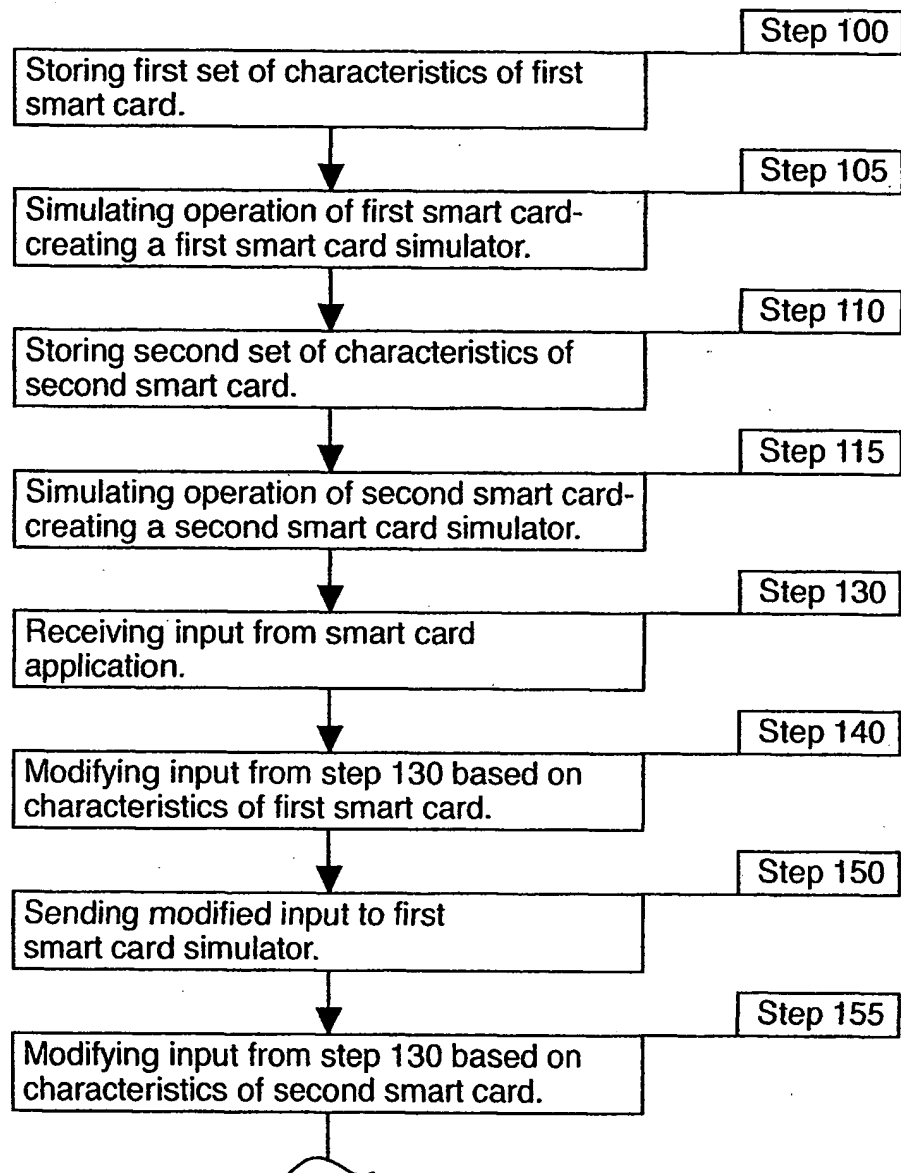 Step 100
Storing first set of characteristics of first
smart card.
Step 105
Simulating operation of first smart card-
creating a first smart card simulator.
Step 110
Storing second set of characteristics of
second smart card.
Step 115
Simulating operation of second smart card-
creating a second smart card simulator.
Step 130
Receiving input from smart card
application.
Step 140
Modifying input from step 130 based on
characteristics of first smart card.
Step 150
Sending modified input to first
smart card simulator.
Step 155
Modifying input from step 130 based on
characteristics of second smart card.